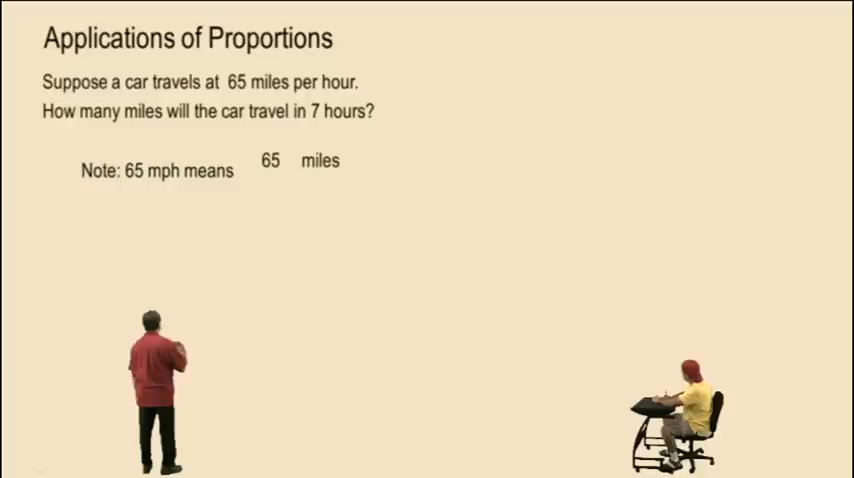 Applications of Proportions
Suppose a car travels at 65 miles per hour.
How many miles will the car travel in 7 hours?
Note: 65 mph means 65 miles